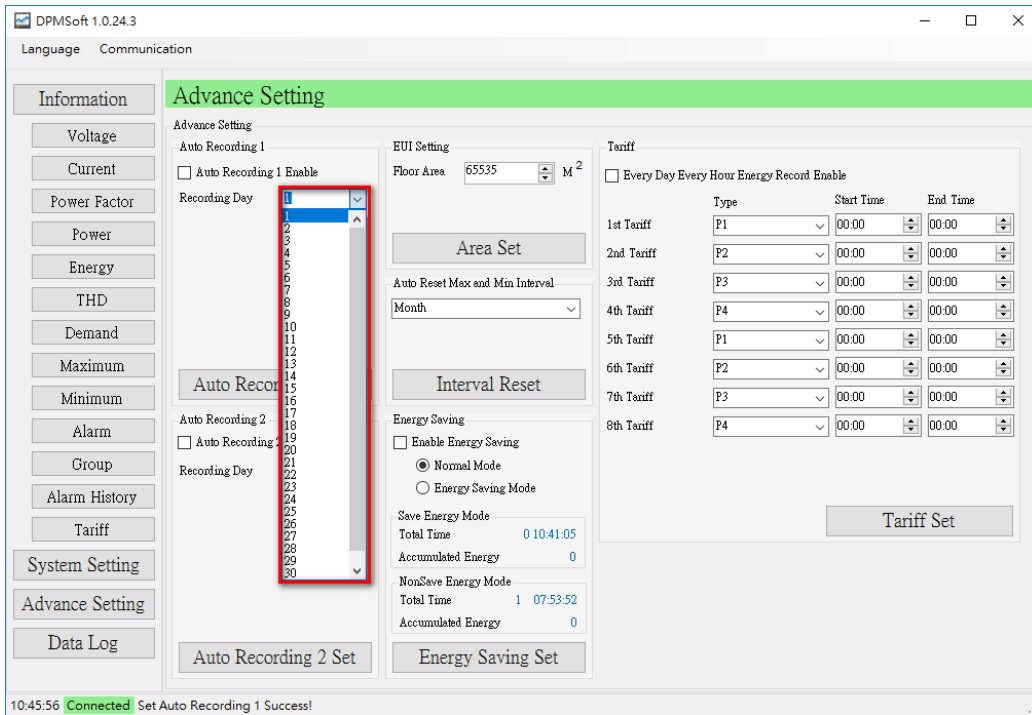 DPMSoft 1.0.24.3
Language Communication
Information
Voltage
Current
Power Factor
Power
Energy
THD
Demand
Maximum
Minimum
Alarm
Group
Alarm History
Tariff
System Setting
Advance Setting
Data Log
Advance Setting
Advance Setting
Auto Recording 1
Auto Recording 1 Enable
Recording Day 1
1
2
3
4
5
6
7
8
9
10
11
12
13
14
15
16
17
18
19
20
21
22
23
24
25
26
27
28
29
30
Auto Recor
Auto Recording 2
Auto Recording 2
Recording Day
Auto Recording 2 Set
EUI Setting
Floor Area 65535 M 2
Area Set
Auto Reset Max and Min Interval
Month
Interval Reset
Energy Saving
Enable Energy Saving
Normal Mode
Energy Saving Mode
Save Energy Mode
Total Time 0 10:41:05
Accumulated Energy 0
NonSave Energy Mode
Total Time 1 07:53:52
Accumulated Energy 0
Energy Saving Set
Tariff
Every Day Every Hour Energy Record Enable
Type Start Time End Time
1st Tariff P1 00:00 00:00
2nd Tariff P2 00:00 00:00
3rd Tariff P3 00:00 00:00
4th Tariff P4 00:00 00:00
5th Tariff P1 00:00 00:00
6th Tariff P2 00:00 00:00
7th Tariff P3 00:00 00:00
8th Tariff P4 00:00 00:00
Tariff Set
10:45:56 Connected Set Auto Recording 1 Success!